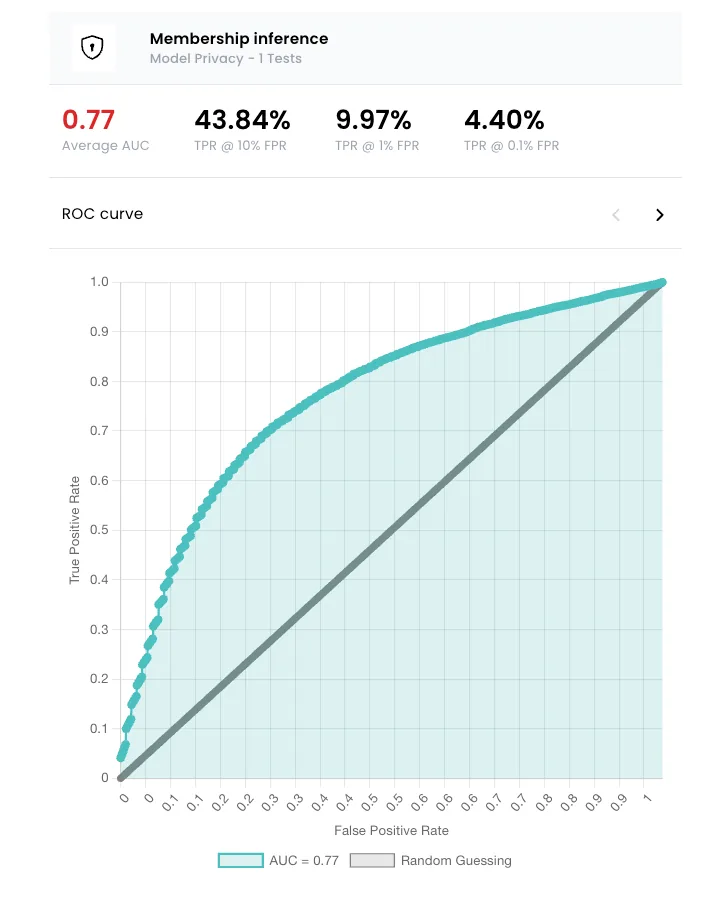 Membership inference
Model Privacy - 1 Tests
0.77 43.84% 9.97% 4.40%
Average AUC TPR @ 10% FPR TPR @ 1% FPR TPR @ 0.1% FPR
ROC curve
1.0
0.9
0.8
0.7
0.6
0.5
0.4
0.3
0.2
0.1
0
True Positive Rate
0 0 0.1 0.1 0.2 0.2 0.3 0.3 0.4 0.4 0.5 0.5 0.6 0.6 0.6 0.7 0.7 0.8 0.8 0.9 0.9 1
False Positive Rate
AUC = 0.77 Random Guessing